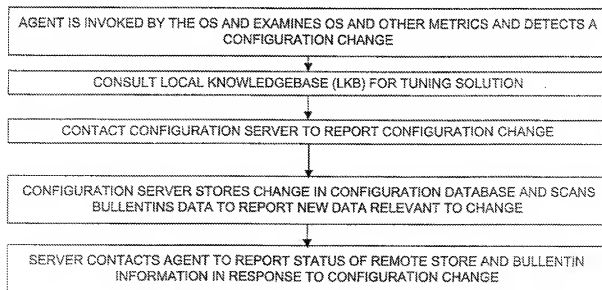 AGENT IS INVOKED BY THE OS AND EXAMINES OS AND OTHER METRICS AND DETECTS A
CONFIGURATION CHANGE
CONSULT LOCAL KNOWLEDGEBASE (LKB) FOR TUNING SOLUTION
CONTACT CONFIGURATION SERVER TO REPORT CONFIGURATION CHANGE
CONFIGURATION SERVER STORES CHANGE IN CONFIGURATION DATABASE AND SCANS
BULLENTINS DATA TO REPORT NEW DATA RELEVANT TO CHANGE
SERVER CONTACTS AGENT TO REPORT STATUS OF REMOTE STORE AND BULLENTIN
INFORMATION IN RESPONSE TO CONFIGURATION CHANGE